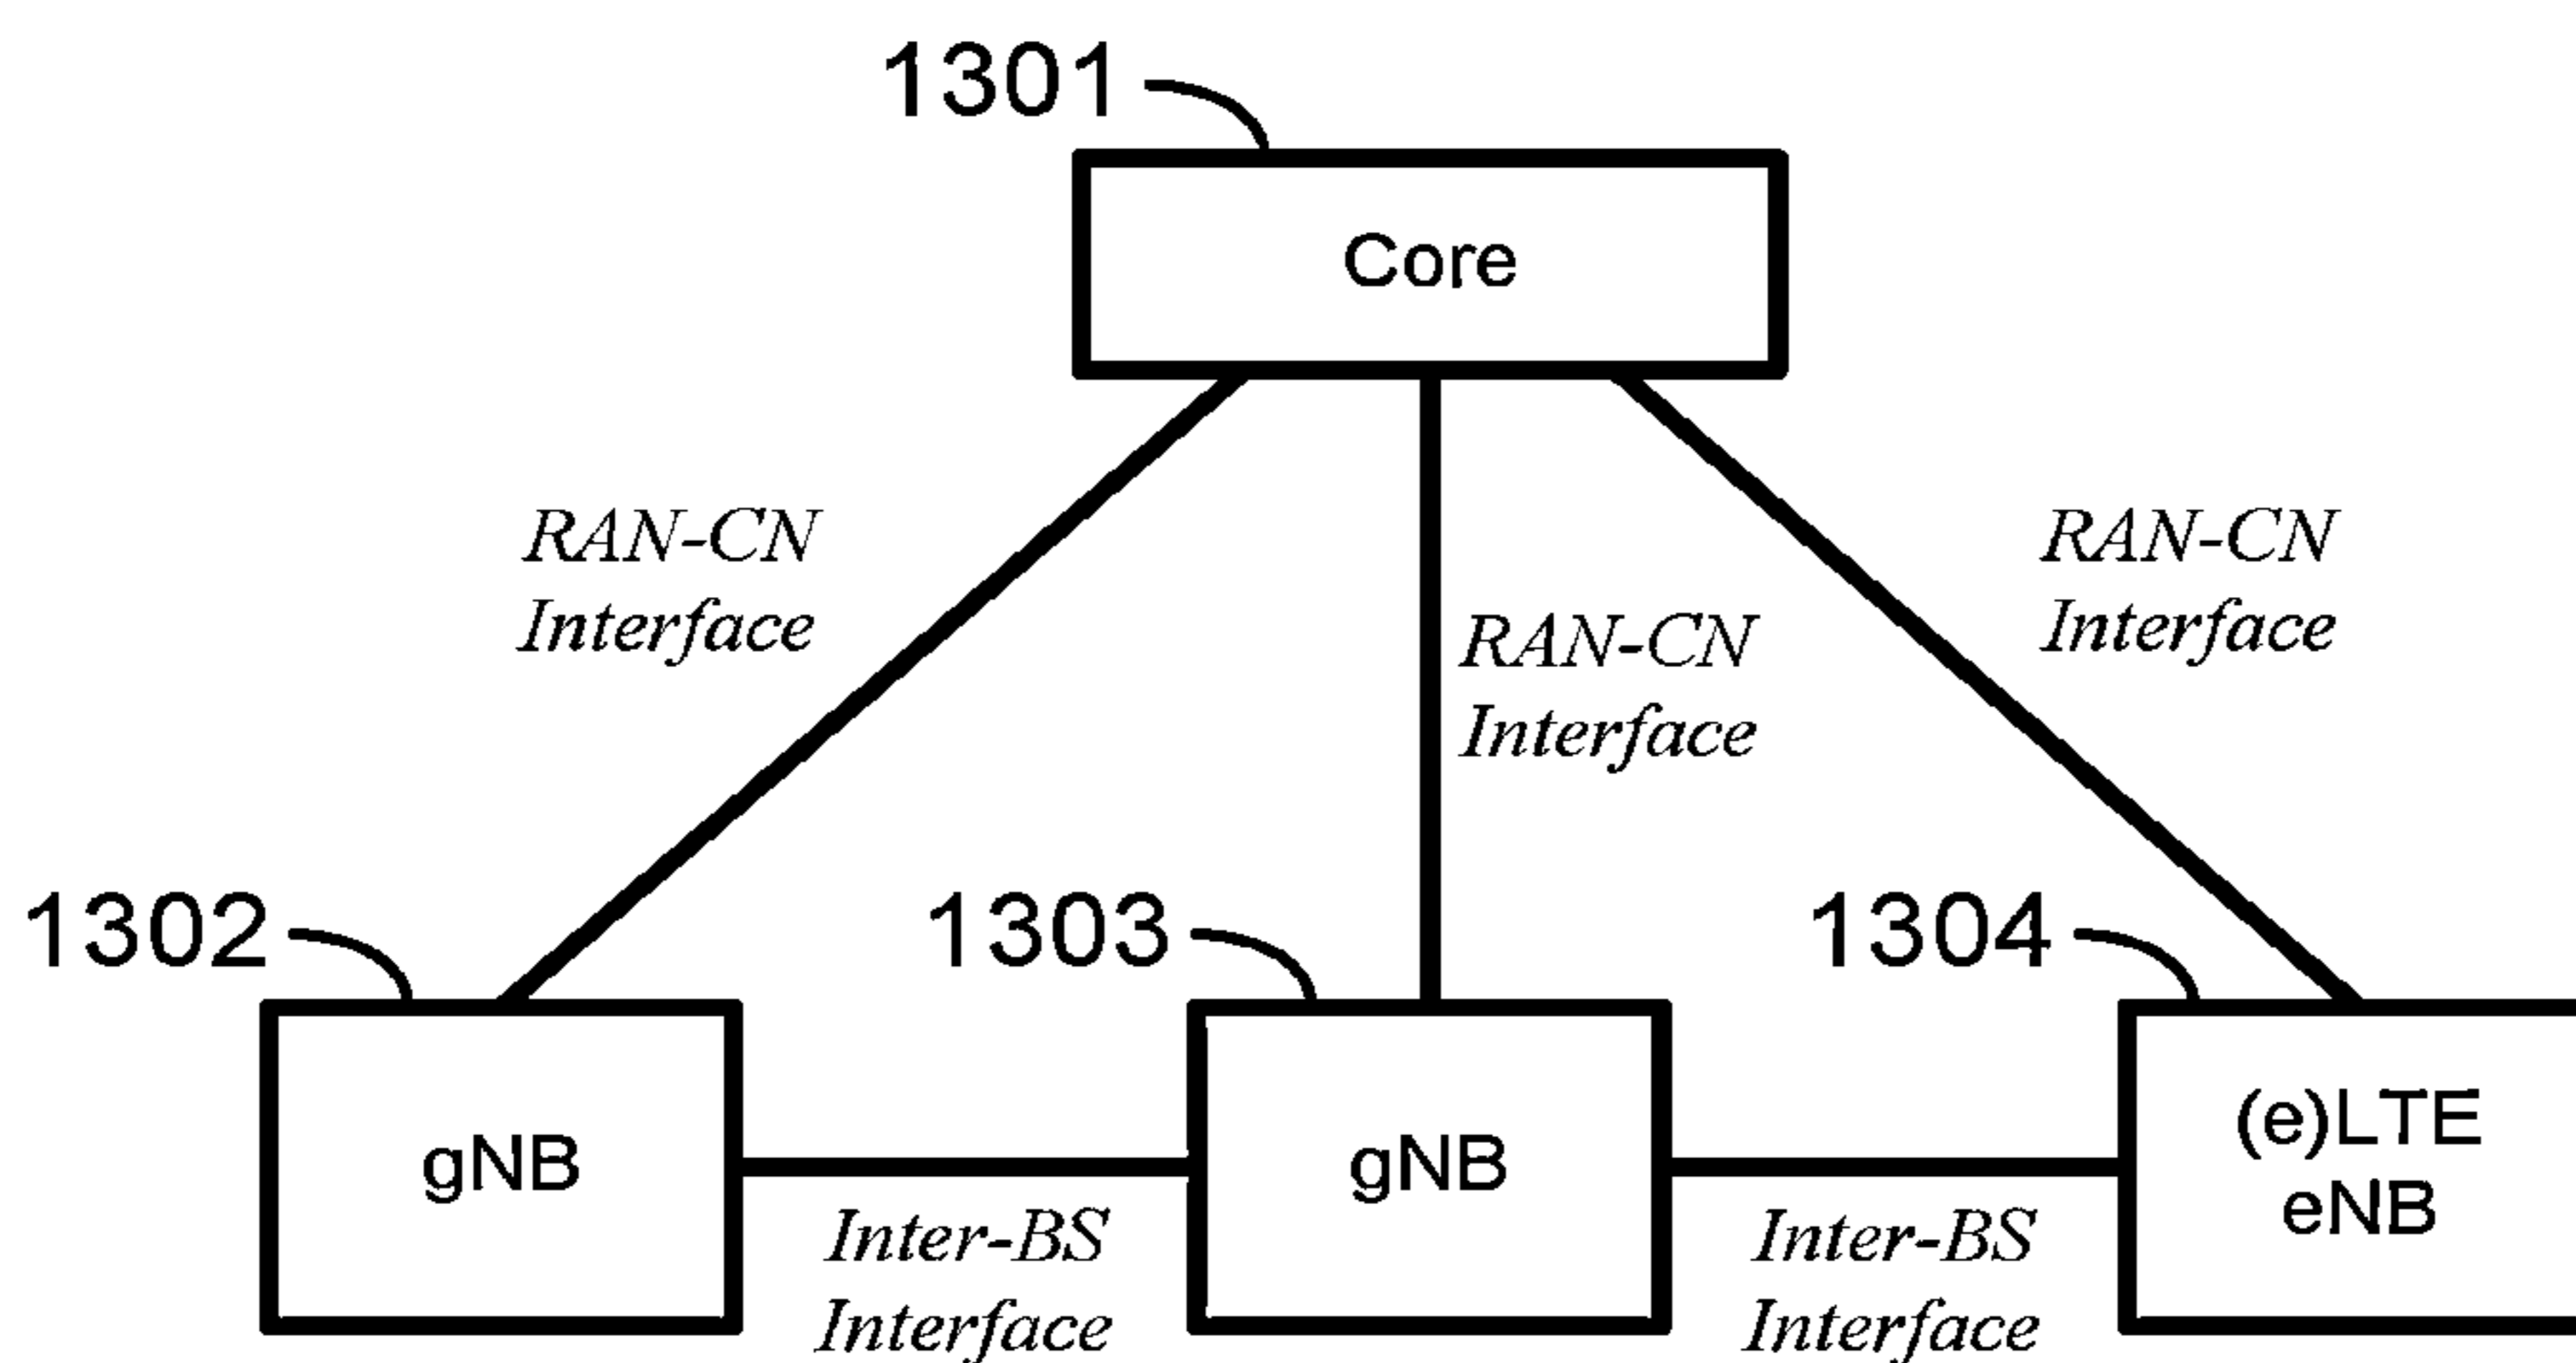 1301
Core
RAN-CN
Interface
RAN-CN
Interface
RAN-CN
Interface
1302
1303
1304
gNB
gNB
(e)LTE
eNB
Inter-BS
Interface
Inter-BS
Interface